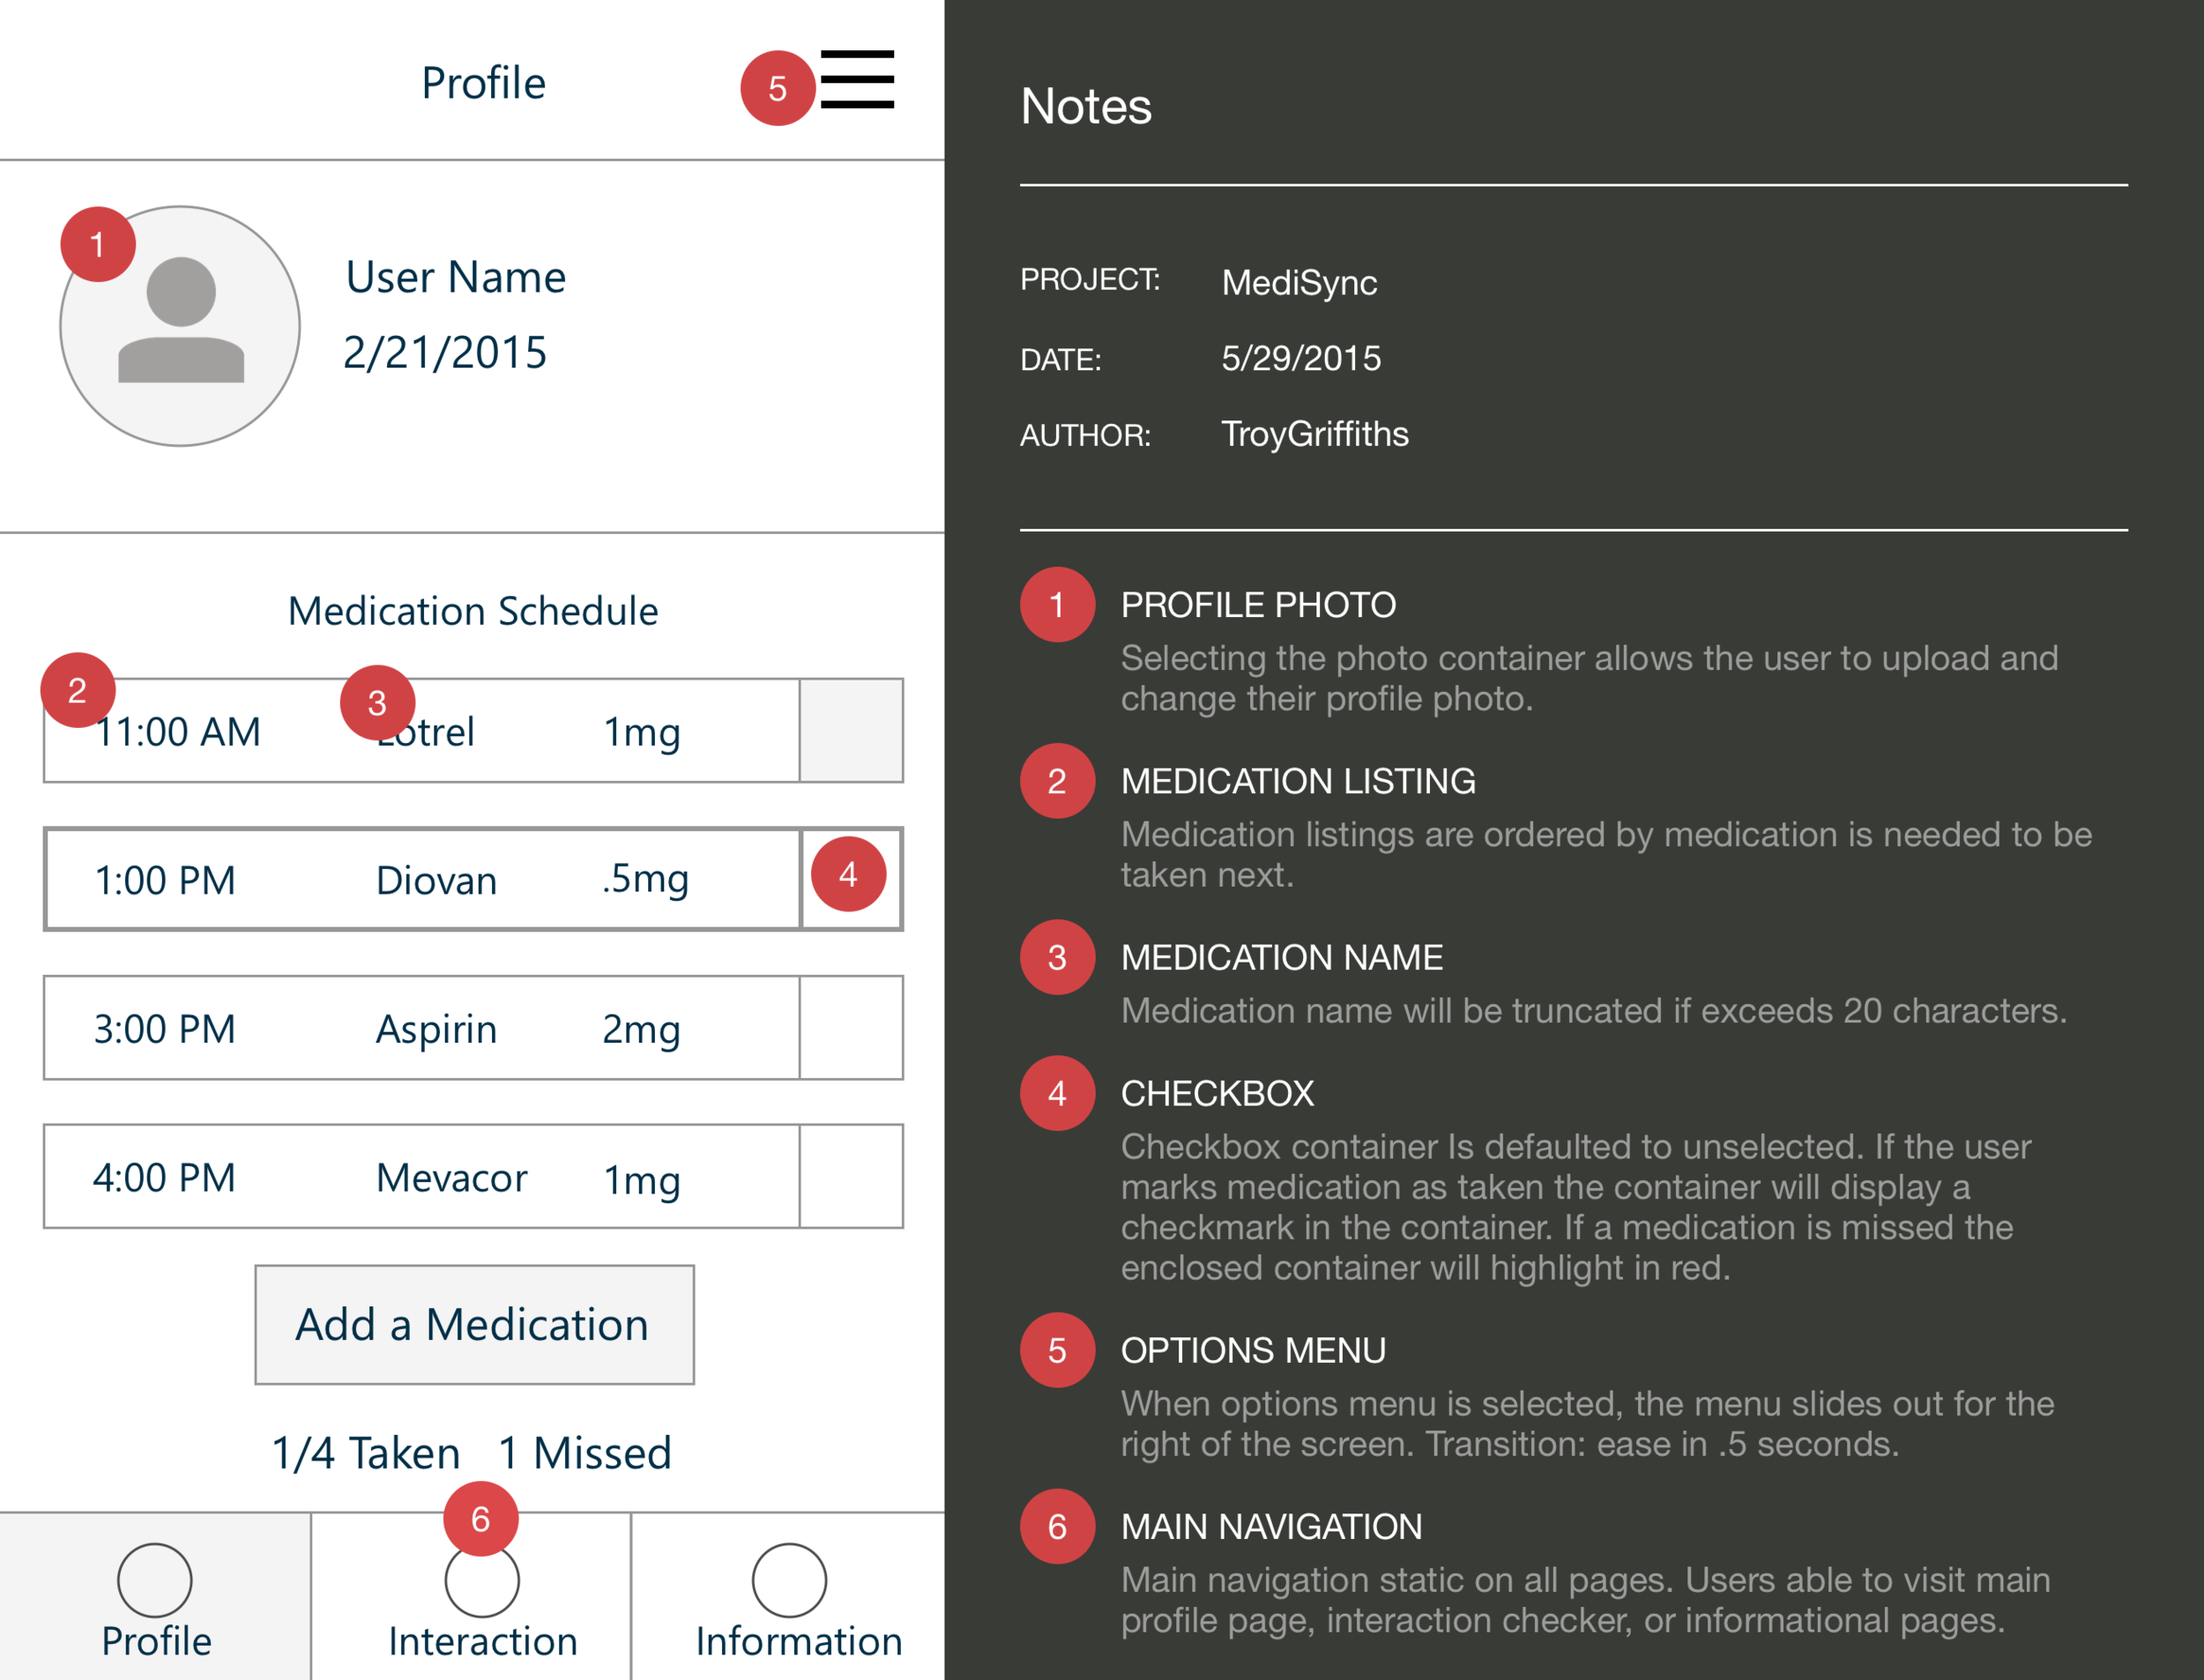 Profile
5
1
User Name
2/21/2015
Medication Schedule
2
3
11:00 AM Lotrel 1mg
1:00 PM Diovan .5mg 4
3:00 PM Aspirin 2mg
4:00 PM Mevacor 1mg
Add a Medication
1/4 Taken 1 Missed
6
Profile Interaction Information
Notes
PROJECT: MediSync
DATE: 5/29/2015
AUTHOR: TroyGriffiths
1 PROFILE PHOTO
Selecting the photo container allows the user to upload and
change their profile photo.
2 MEDICATION LISTING
Medication listings are ordered by medication is needed to be
taken next.
3 MEDICATION NAME
Medication name will be truncated if exceeds 20 characters.
4 CHECKBOX
Checkbox container Is defaulted to unselected. If the user
marks medication as taken the container will display a
checkmark in the container. If a medication is missed the
enclosed container will highlight in red.
5 OPTIONS MENU
When options menu is selected, the menu slides out for the
right of the screen. Transition: ease in .5 seconds.
6 MAIN NAVIGATION
Main navigation static on all pages. Users able to visit main
profile page, interaction checker, or informational pages.